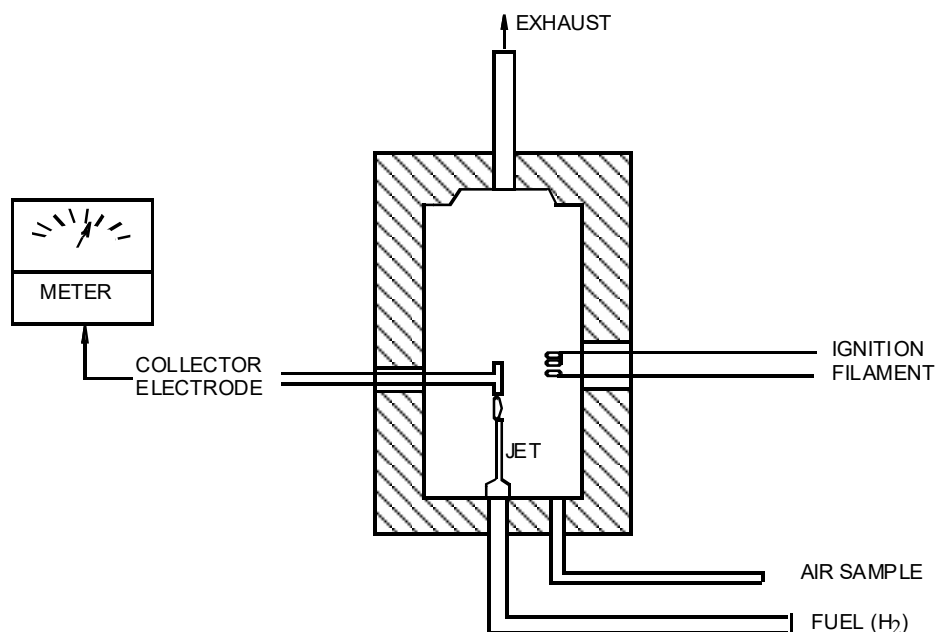 EXHAUST
METER
COLLECTOR
ELECTRODE
IGNITION
FILAMENT
JET
AIR SAMPLE
FUEL (H₂)